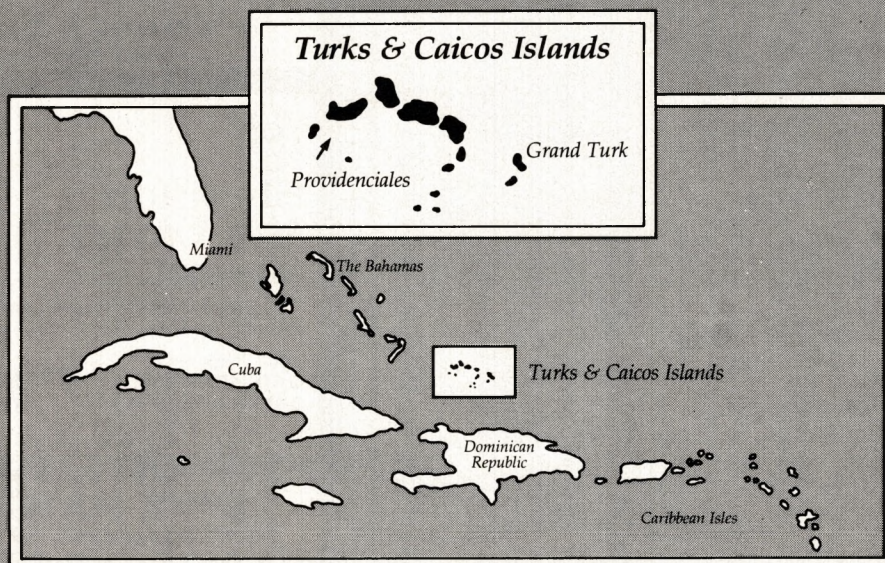 Turks & Caicos Islands
Grand Turk
Providenciales
Miami
The Bahamas
Cuba
Turks & Caicos Islands
Dominican
Republic
Caribbean Isles